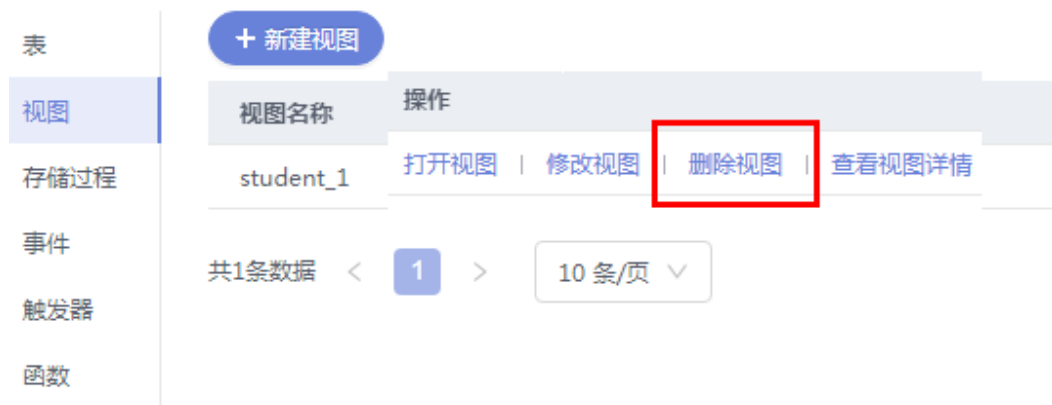 表
视图
存储过程
事件
触发器
函数
+ 新建视图
视图名称 操作
student_1 打开视图 | 修改视图 | 删除视图 | 查看视图详情
共1条数据 < 1 > 10 条/页